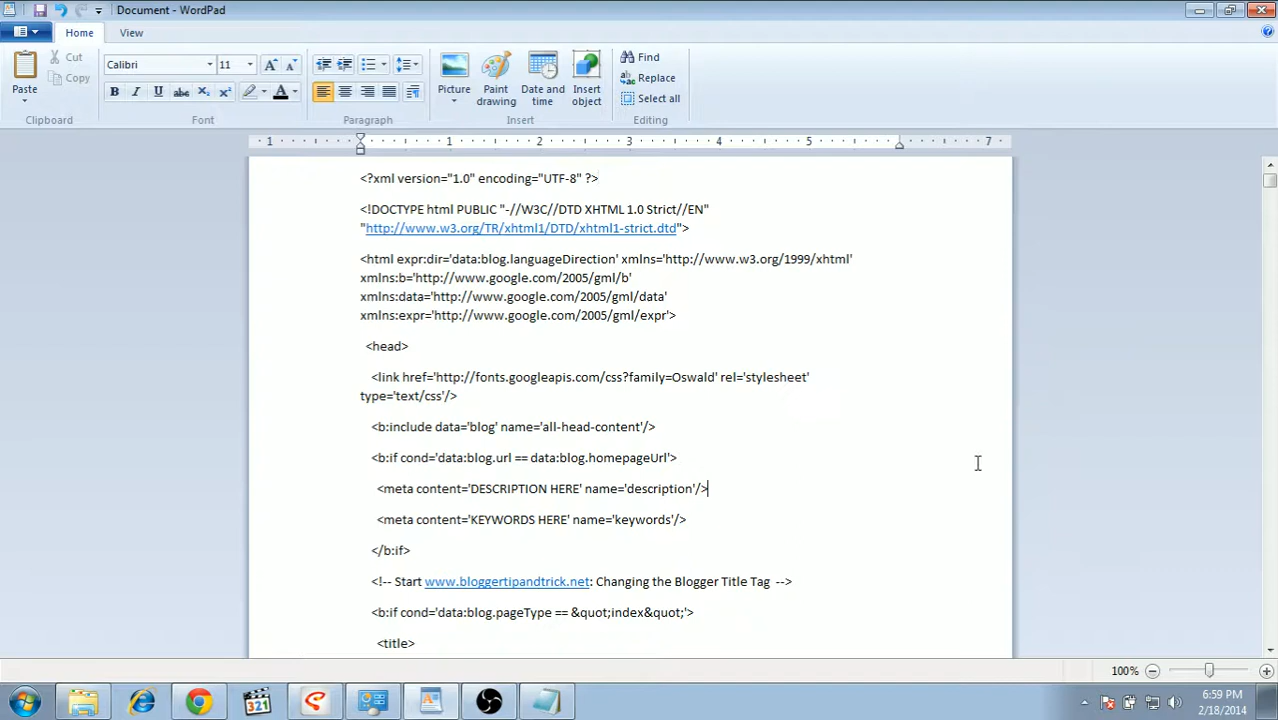 Document - WordPad
Home View
Cut
Copy
Paste
Clipboard
Calibri 11
Font
Paragraph
Picture
Paint drawing
Date and time
Insert object
Insert
Find
Replace
Select all
Editing
1 1 2 3 4 5 7
<?xml version="1.0" encoding="UTF-8" ?>
<!DOCTYPE html PUBLIC "-//W3C//DTD XHTML 1.0 Strict//EN"
"http://www.w3.org/TR/xhtml1/DTD/xhtml1-strict.dtd">
<html expr:dir='data:blog.languageDirection' xmlns='http://www.w3.org/1999/xhtml'
xmlns:b='http://www.google.com/2005/gml/b'
xmlns:data='http://www.google.com/2005/gml/data'
xmlns:expr='http://www.google.com/2005/gml/expr'>
<head>
<link href='http://fonts.googleapis.com/css?family=Oswald' rel='stylesheet'
type='text/css'/>
<b:include data='blog' name='all-head-content'/>
<b:if cond='data:blog.url == data:blog.homepageUrl'>
<meta content='DESCRIPTION HERE' name='description'/>
<meta content='KEYWORDS HERE' name='keywords'/>
</b:if>
<!-- Start www.bloggertipandtrick.net: Changing the Blogger Title Tag -->
<b:if cond='data:blog.pageType == &quot;index&quot;'>
<title>
100%
321
6:59 PM
2/18/2014